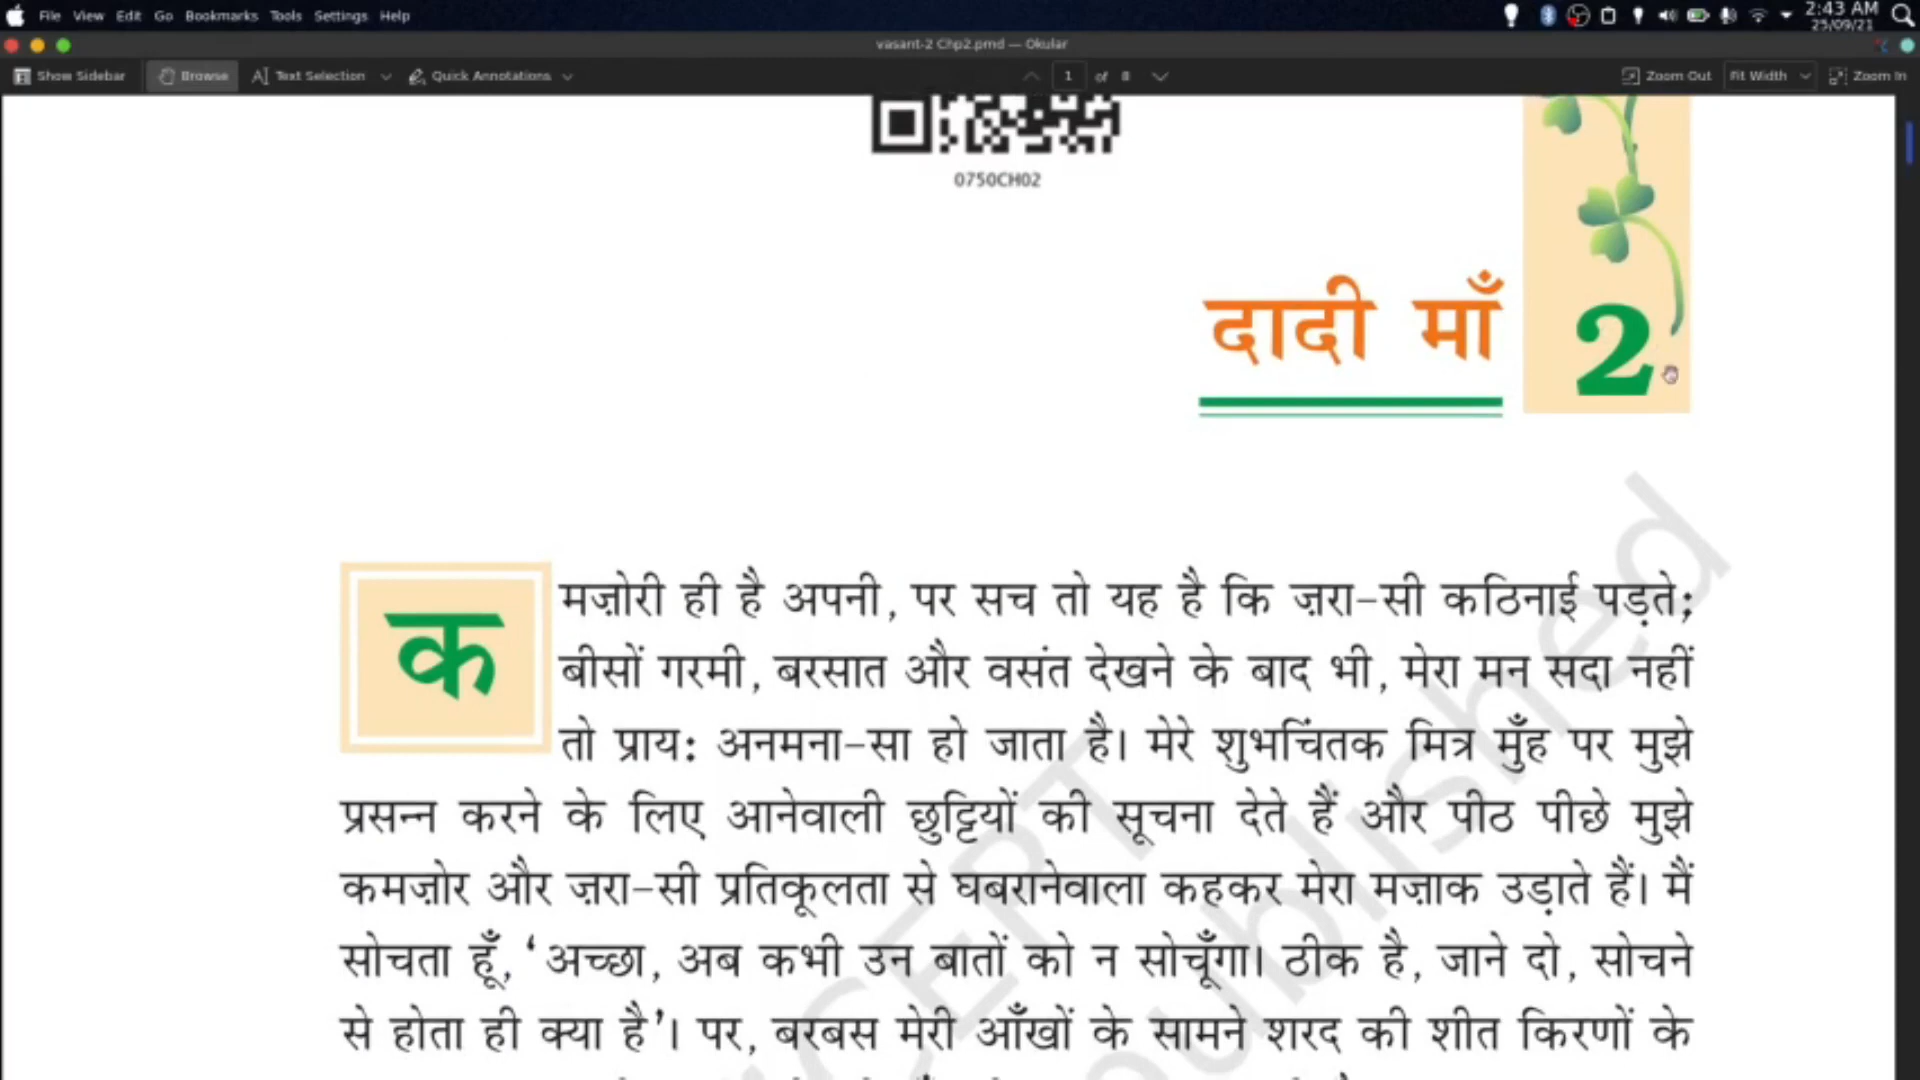 File View Edit Go Bookmarks Tools Settings Help
2:43 AM
25/09/21
vasant-2 Chp2.pmd — Okular
Show Sidebar Browse Text Selection Quick Annotations 1 of 8 Zoom Out Fit Width Zoom In
0750CH02
दादी माँ
2
क
मज़ोरी ही है अपनी, पर सच तो यह है कि ज़रा-सी कठिनाई पड़ते;
बीसों गरमी, बरसात और वसंत देखने के बाद भी, मेरा मन सदा नहीं
तो प्राय: अनमना-सा हो जाता है। मेरे शुभचिंतक मित्र मुँह पर मुझे
प्रसन्न करने के लिए आनेवाली छुट्टियों की सूचना देते हैं और पीठ पीछे मुझे
कमज़ोर और ज़रा-सी प्रतिकूलता से घबरानेवाला कहकर मेरा मज़ाक उड़ाते हैं। मैं
सोचता हूँ, ‘अच्छा, अब कभी उन बातों को न सोचूँगा। ठीक है, जाने दो, सोचने
से होता ही क्या है’। पर, बरबस मेरी आँखों के सामने शरद की शीत किरणों के